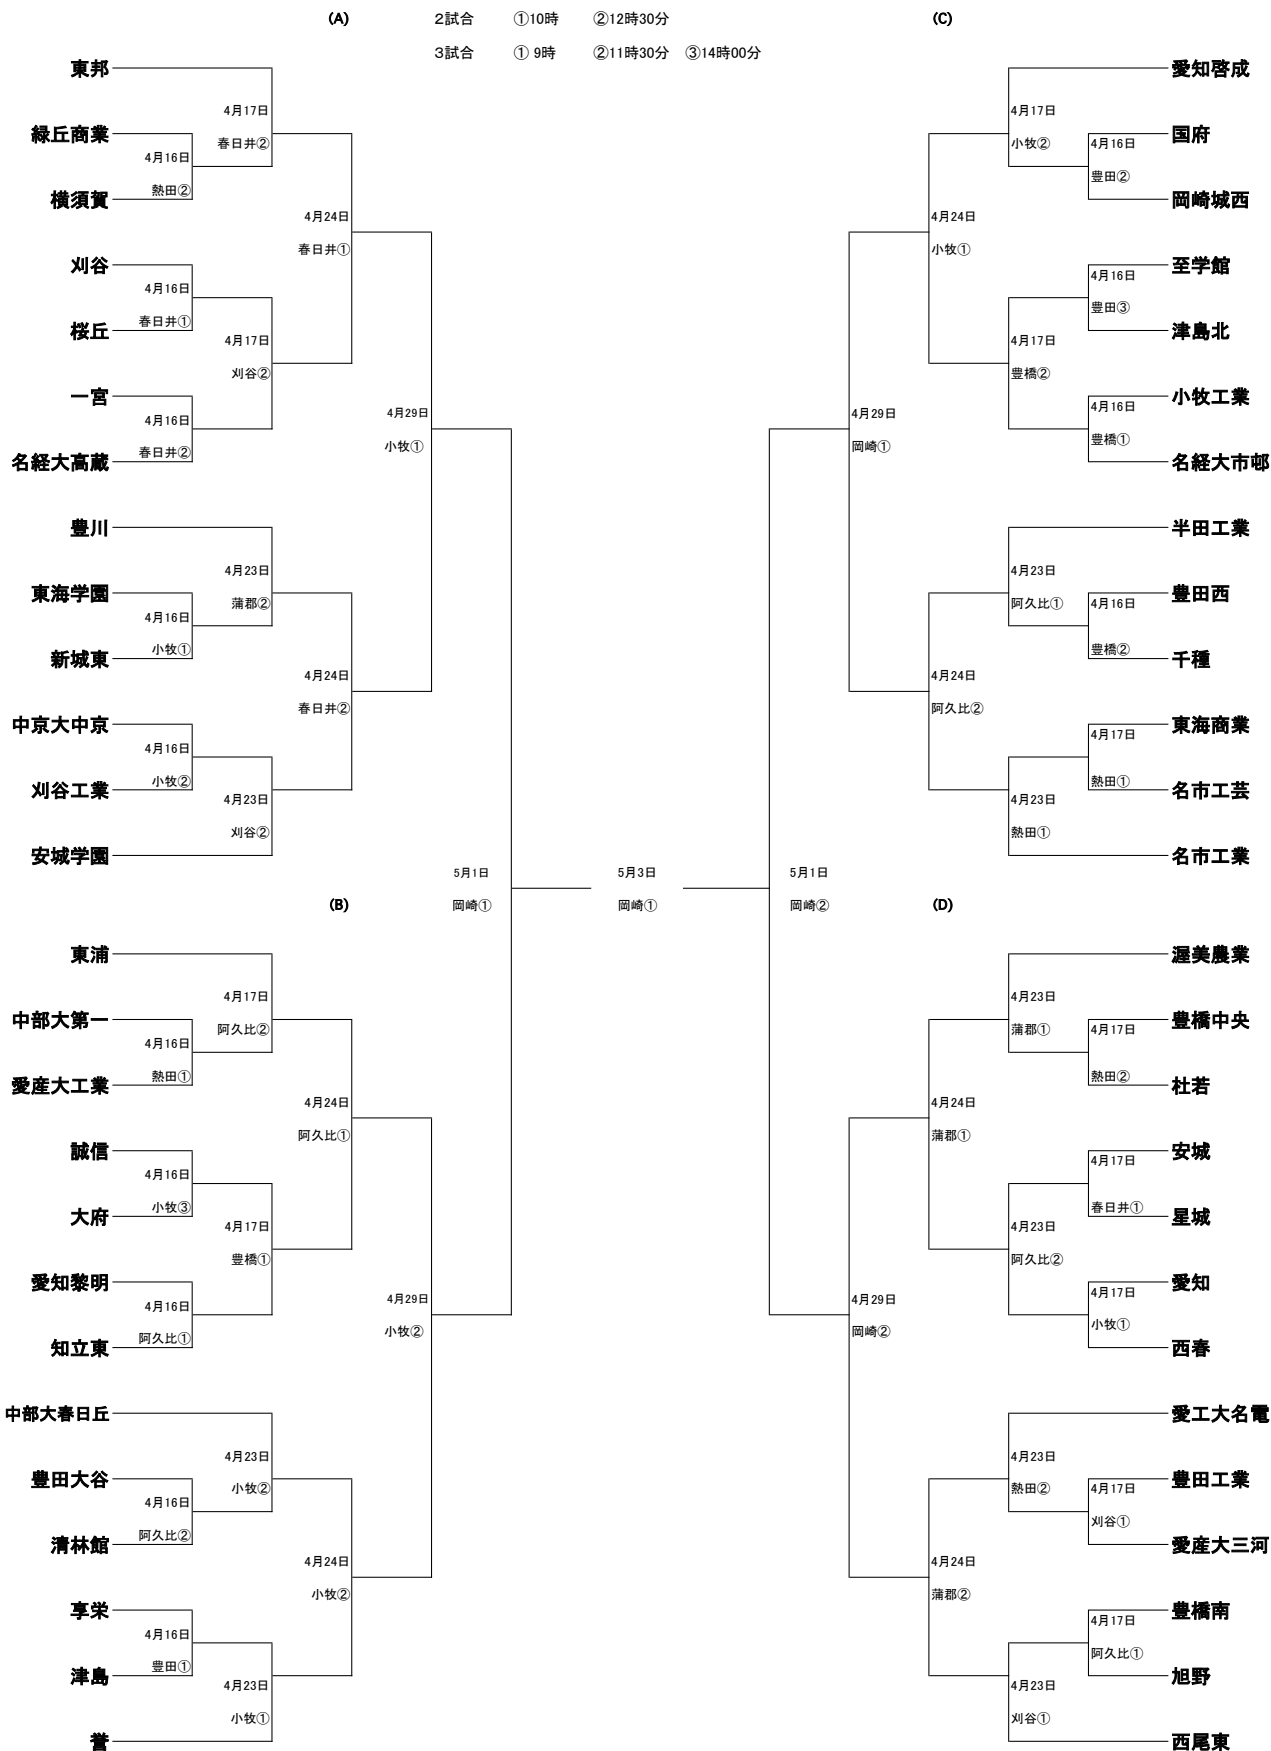 (A)
2試合 ①10時 ②12時30分
3試合 ① 9時 ②11時30分 ③14時00分
東邦
4月17日
春日井②
緑丘商業
4月16日
熱田②
横須賀
4月24日
春日井①
刈谷
4月16日
春日井①
桜丘
4月17日
刈谷②
一宮
4月16日
春日井②
名経大高蔵
4月29日
小牧①
豊川
4月23日
蒲郡②
東海学園
4月16日
小牧①
新城東
4月24日
春日井②
中京大中京
4月16日
小牧②
刈谷工業
4月23日
刈谷②
安城学園
5月1日
岡崎①
(B)
東浦
4月17日
阿久比②
中部大第一
4月16日
熱田①
愛産大工業
4月24日
阿久比①
誠信
4月16日
小牧③
大府
4月17日
豊橋①
愛知黎明
4月16日
阿久比①
知立東
4月29日
小牧②
中部大春日丘
4月23日
小牧②
豊田大谷
4月16日
阿久比②
清林館
4月24日
小牧②
享栄
4月16日
豊田①
津島
4月23日
小牧①
誉
5月3日
岡崎①
(C)
愛知啓成
4月17日
小牧②
国府
4月16日
豊田②
岡崎城西
4月24日
小牧①
至学館
4月16日
豊田③
津島北
4月17日
豊橋②
小牧工業
4月16日
豊橋①
名経大市邨
4月29日
岡崎①
半田工業
4月23日
阿久比①
豊田西
4月16日
豊橋②
千種
4月24日
阿久比②
東海商業
4月17日
熱田①
名市工芸
4月23日
熱田①
名市工業
5月1日
岡崎②
(D)
渥美農業
4月23日
蒲郡①
豊橋中央
4月17日
熱田②
杜若
4月24日
蒲郡①
安城
4月17日
春日井①
星城
4月23日
阿久比②
愛知
4月17日
小牧①
西春
4月29日
岡崎②
愛工大名電
4月23日
熱田②
豊田工業
4月17日
刈谷①
愛産大三河
4月24日
蒲郡②
豊橋南
4月17日
阿久比①
旭野
4月23日
刈谷①
西尾東